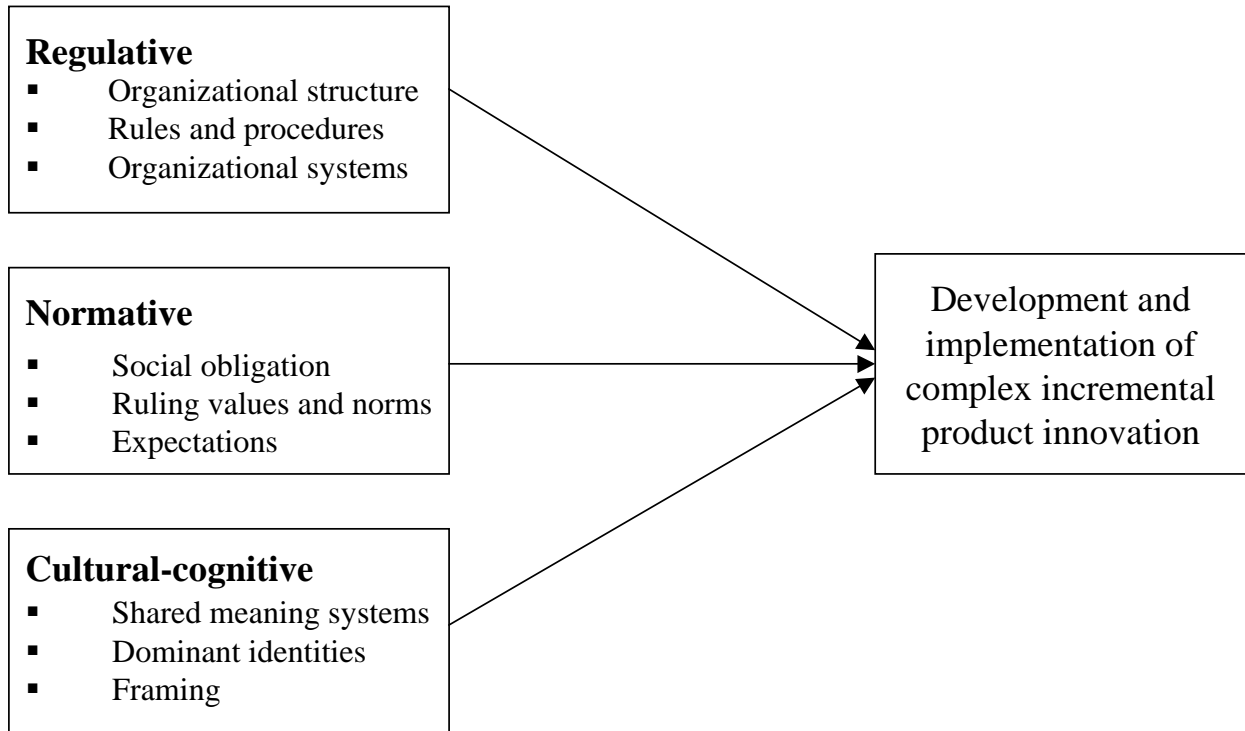 Regulative
▪ Organizational structure
▪ Rules and procedures
▪ Organizational systems
Normative
▪ Social obligation
▪ Ruling values and norms
▪ Expectations
Cultural-cognitive
▪ Shared meaning systems
▪ Dominant identities
▪ Framing
Development and
implementation of
complex incremental
product innovation